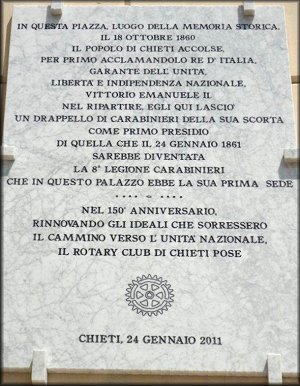 IN QUESTA PIAZZA, LUOGO DELLA MEMORIA STORICA,
IL 18 OTTOBRE 1860
IL POPOLO DI CHIETI ACCOLSE,
PER PRIMO ACCLAMANDOLO RE D'ITALIA,
GARANTE DELL'UNITA',
LIBERTA' E INDIPENDENZA NAZIONALE,
VITTORIO EMANUELE II.
NEL RIPARTIRE, EGLI QUI LASCIO'
UN DRAPPELLO DI CARABINIERI DELLA SUA SCORTA
COME PRIMO PRESIDIO
DI QUELLA CHE IL 24 GENNAIO 1861
SAREBBE DIVENTATA
LA 8° LEGIONE CARABINIERI
CHE IN QUESTO PALAZZO EBBE LA SUA PRIMA SEDE
NEL 150° ANNIVERSARIO,
RINNOVANDO GLI IDEALI CHE SORRESSERO
IL CAMMINO VERSO L'UNITA' NAZIONALE,
IL ROTARY CLUB DI CHIETI POSE
CHIETI, 24 GENNAIO 2011